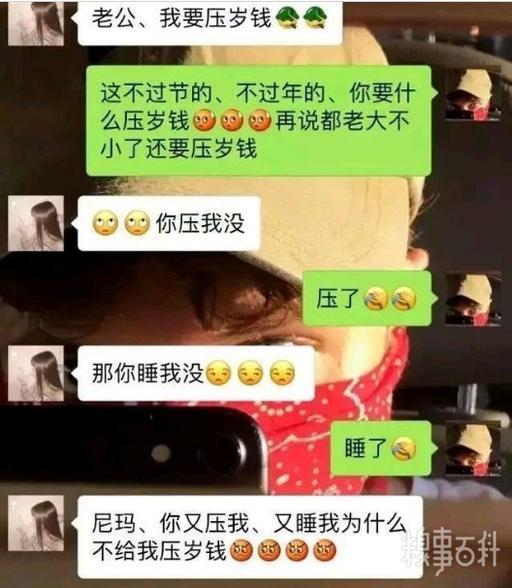 老公、我要压岁钱
这不过节的、不过年的、你要什
么压岁钱再说都老大不
小了还要压岁钱
你压我没
压了
那你睡我没
睡了
尼玛、你又压我、又睡我为什么
不给我压岁钱
糗事百科